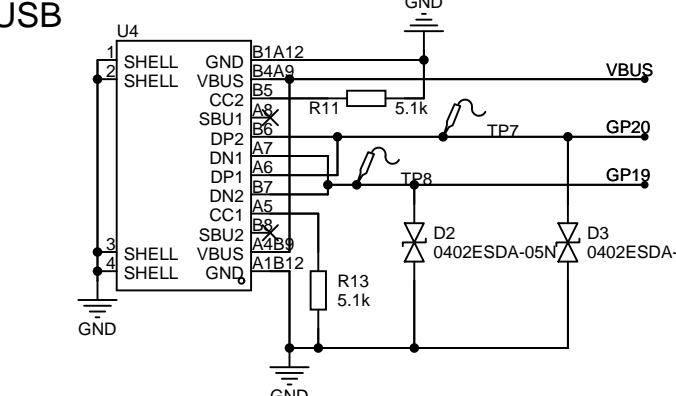 USB
GND
U4
1 SHELL GND B1A12
2 SHELL VBUS B4A9 VBUS
CC2 B5 R11 5.1k
SBU1 A8
DP2 B6 TP7 GP20
DN1 A7
DP1 A6 TP8 GP19
DN2 B7
CC1 A5
SBU2 B8 D2 D3
3 SHELL VBUS A4B9 0402ESDA-05N 0402ESDA-
4 SHELL GND A1B12
R13
5.1k
GND
GND